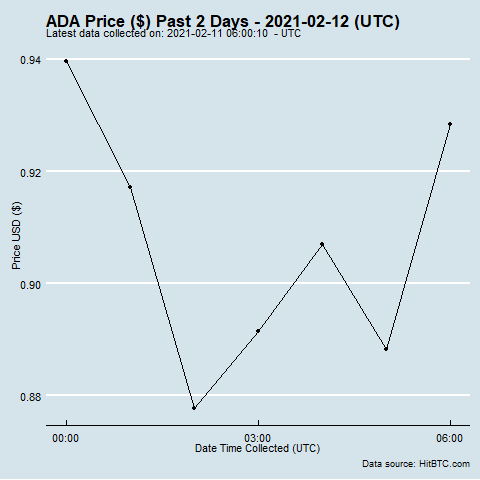 ADA Price ($) Past 2 Days - 2021-02-12 (UTC)
Latest data collected on: 2021-02-11 06:00:10  - UTC
0.94
0.92
0.90
0.88
Price USD ($)
00:00 03:00 06:00
Date Time Collected (UTC)
Data source: HitBTC.com